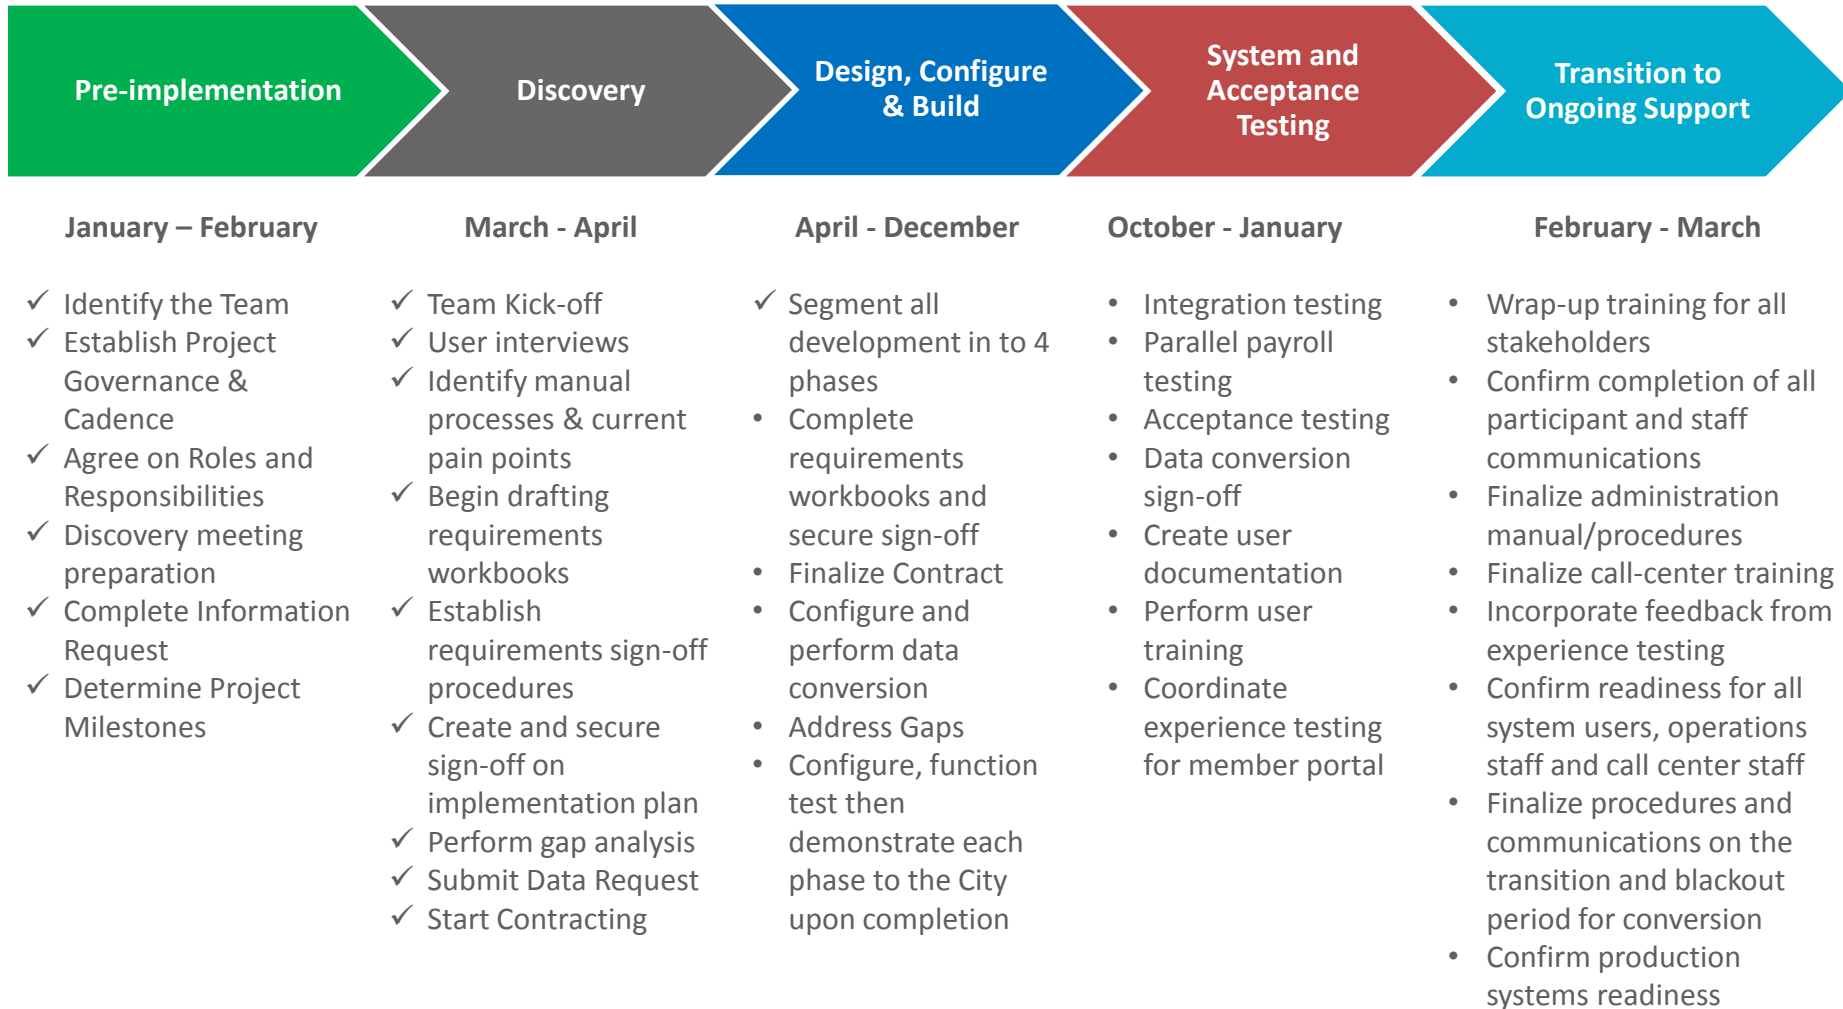 Pre-implementation
Discovery
Design, Configure
& Build
System and
Acceptance
Testing
Transition to
Ongoing Support
January – February
✓ Identify the Team
✓ Establish Project
Governance &
Cadence
✓ Agree on Roles and
Responsibilities
✓ Discovery meeting
preparation
✓ Complete Information
Request
✓ Determine Project
Milestones
March - April
✓ Team Kick-off
✓ User interviews
✓ Identify manual
processes & current
pain points
✓ Begin drafting
requirements
workbooks
✓ Establish
requirements sign-off
procedures
✓ Create and secure
sign-off on
implementation plan
✓ Perform gap analysis
✓ Submit Data Request
✓ Start Contracting
April - December
✓ Segment all
development in to 4
phases
• Complete
requirements
workbooks and
secure sign-off
• Finalize Contract
• Configure and
perform data
conversion
• Address Gaps
• Configure, function
test then
demonstrate each
phase to the City
upon completion
October - January
• Integration testing
• Parallel payroll
testing
• Acceptance testing
• Data conversion
sign-off
• Create user
documentation
• Perform user
training
• Coordinate
experience testing
for member portal
February - March
• Wrap-up training for all
stakeholders
• Confirm completion of all
participant and staff
communications
• Finalize administration
manual/procedures
• Finalize call-center training
• Incorporate feedback from
experience testing
• Confirm readiness for all
system users, operations
staff and call center staff
• Finalize procedures and
communications on the
transition and blackout
period for conversion
• Confirm production
systems readiness